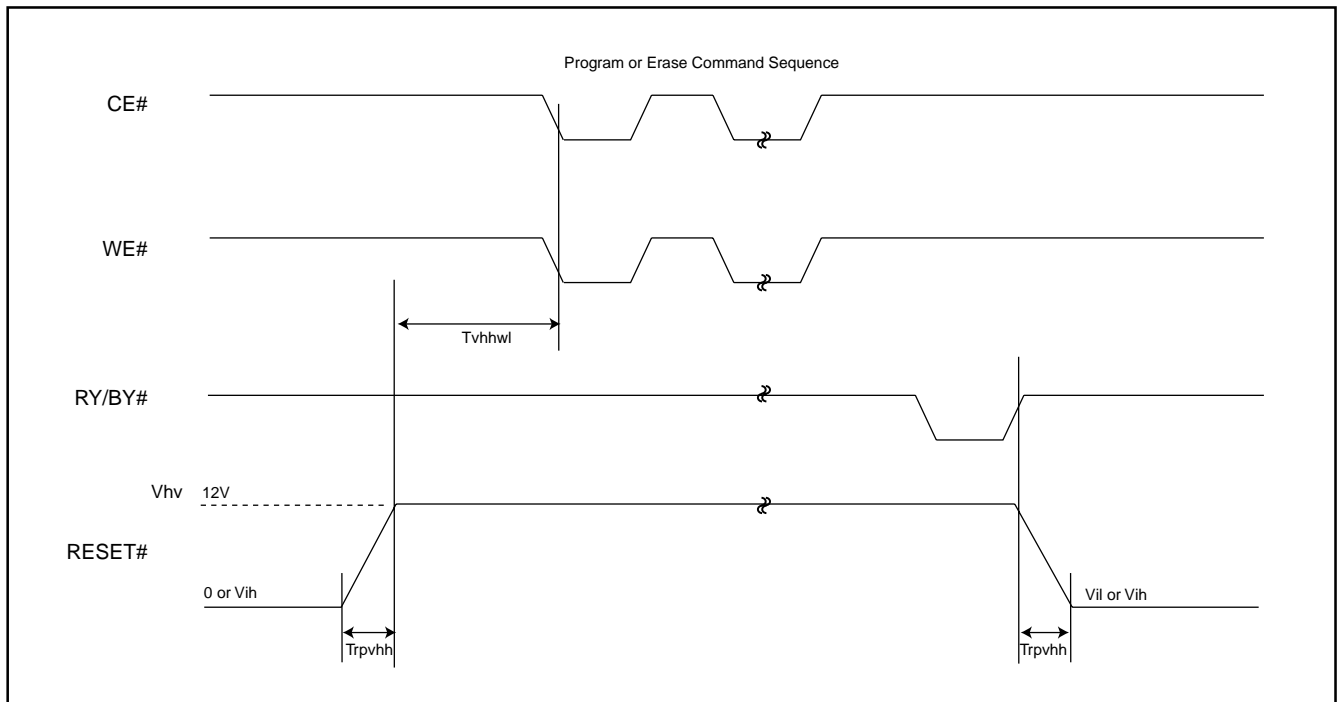 Program or Erase Command Sequence
CE#
WE#
Tvhhwl
RY/BY#
Vhv 12V
RESET#
0 or Vih
Vil or Vih
Trpvhh
Trpvhh